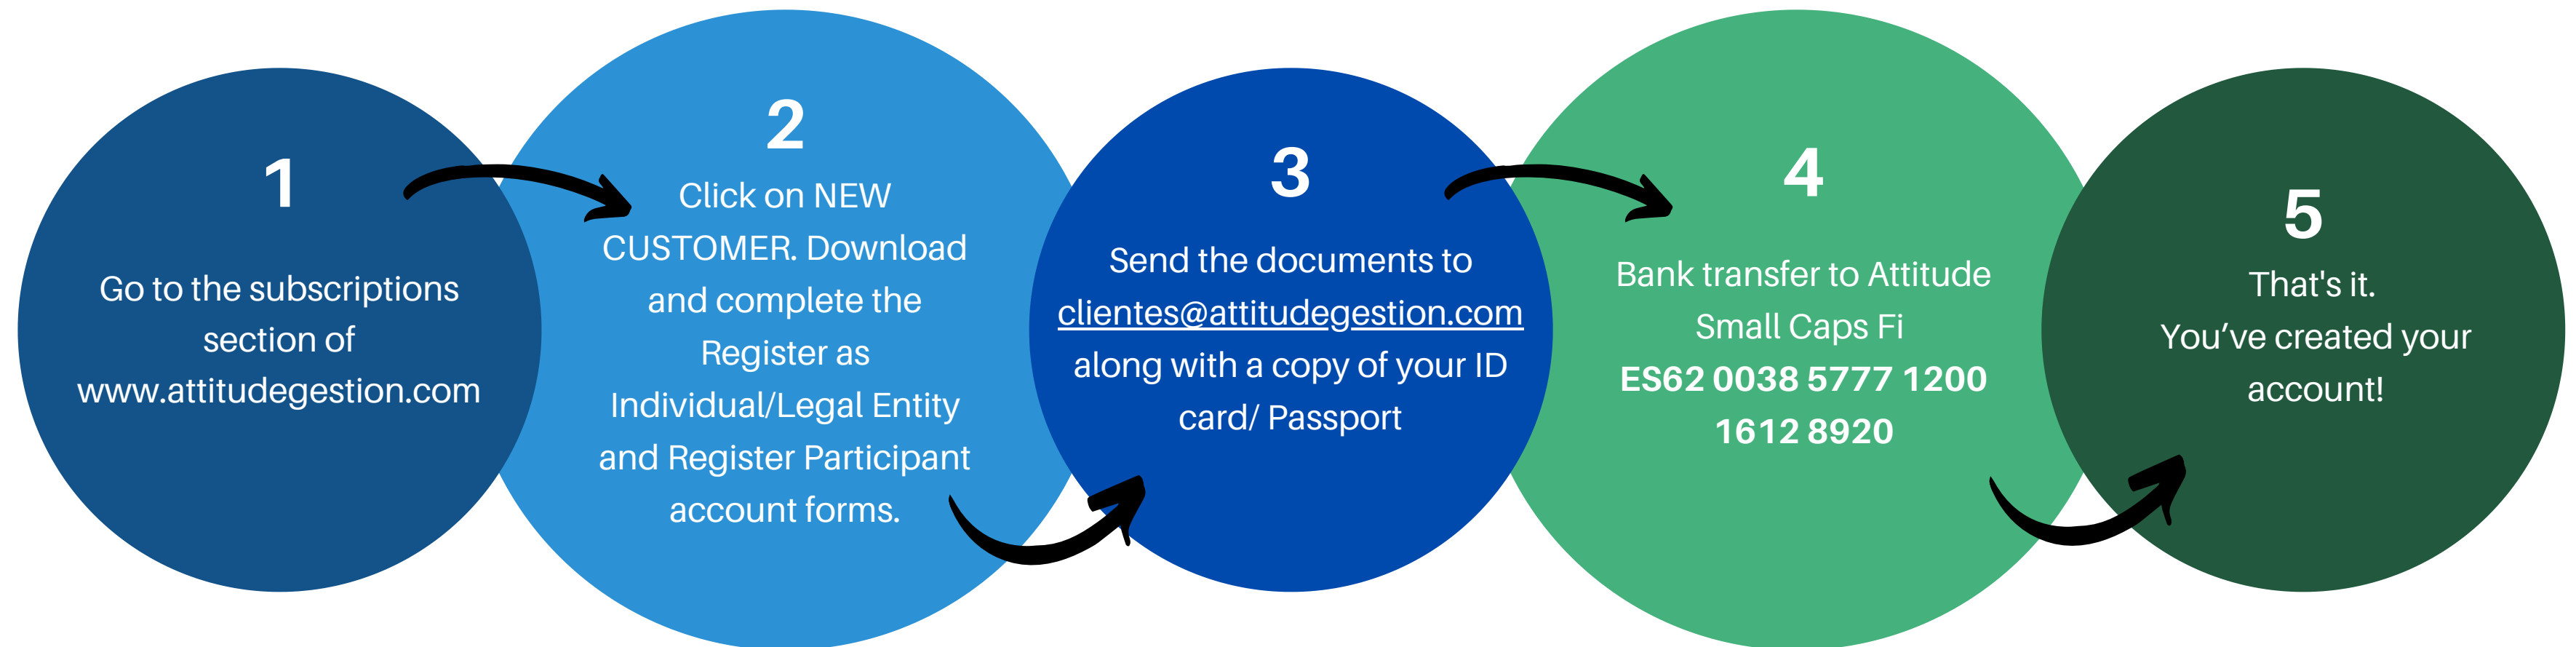 1
Go to the subscriptions
section of
www.attitudegestion.com
2
Click on NEW
CUSTOMER. Download
and complete the
Register as
Individual/Legal Entity
and Register Participant
account forms.
3
Send the documents to
clientes@attitudegestion.com
along with a copy of your ID
card/ Passport
4
Bank transfer to Attitude
Small Caps Fi
ES62 0038 5777 1200
1612 8920
5
That's it.
You’ve created your
account!